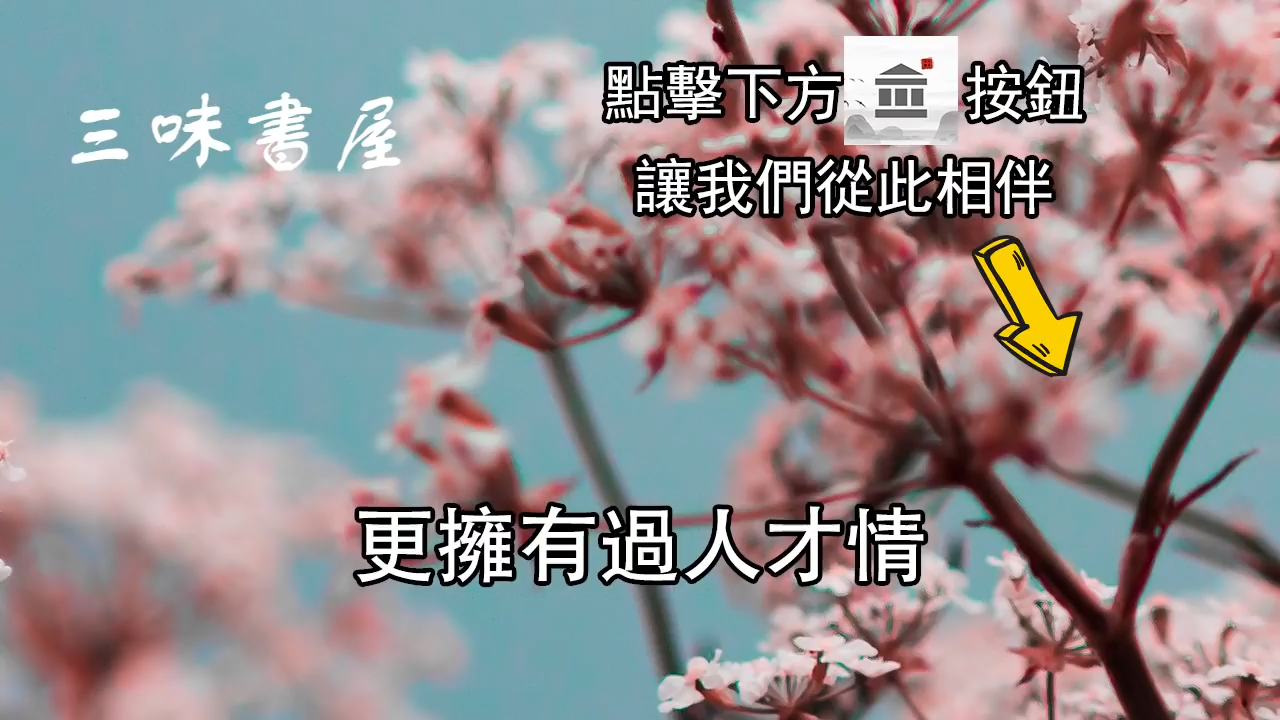 三味書屋
點擊下方 按鈕
讓我們從此相伴
更擁有過人才情